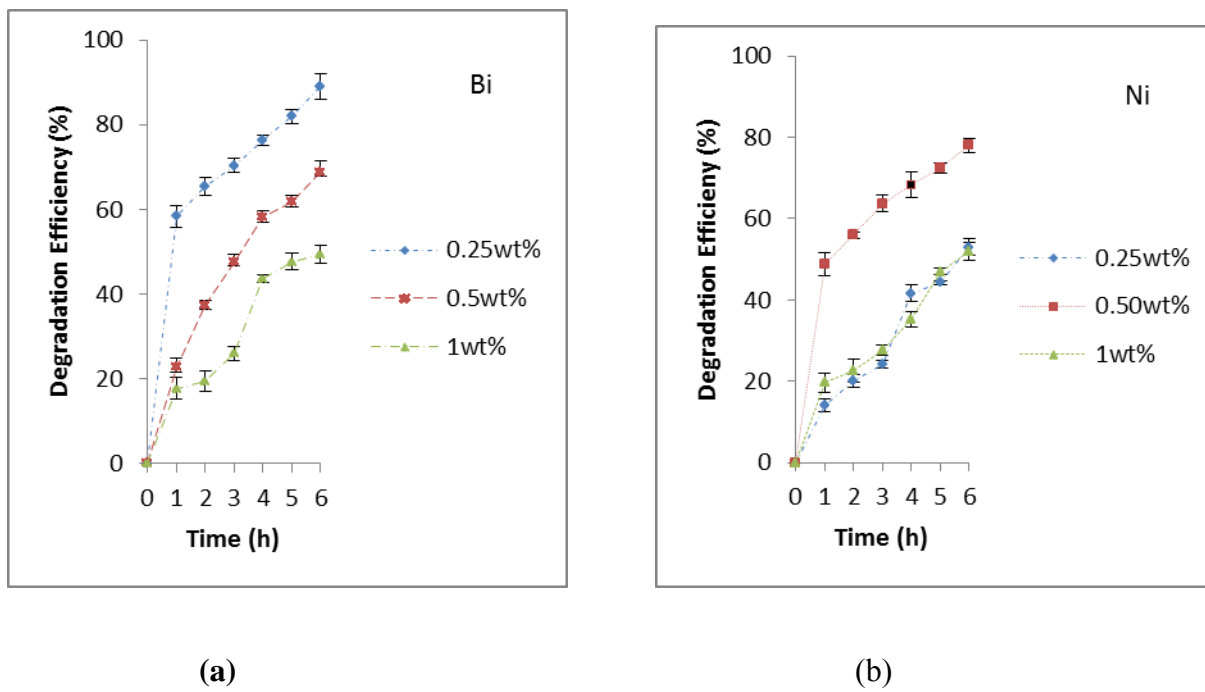 100
80
60
40
20
0
0 1 2 3 4 5 6
Degradation Efficiency (%)
Time (h)
Bi
0.25wt%
0.5wt%
1wt%
(a)
100
80
60
40
20
0
0 1 2 3 4 5 6
Degradation Efficieny (%)
Time (h)
Ni
0.25wt%
0.50wt%
1wt%
(b)